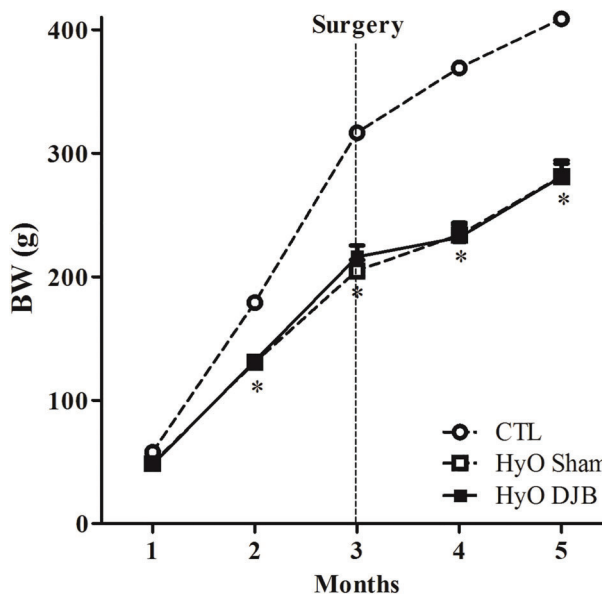 Surgery
400
300
200
100
0
BW (g)
*
*
*
*
CTL
HyO Sham
HyO DJB
1 2 3 4 5
Months